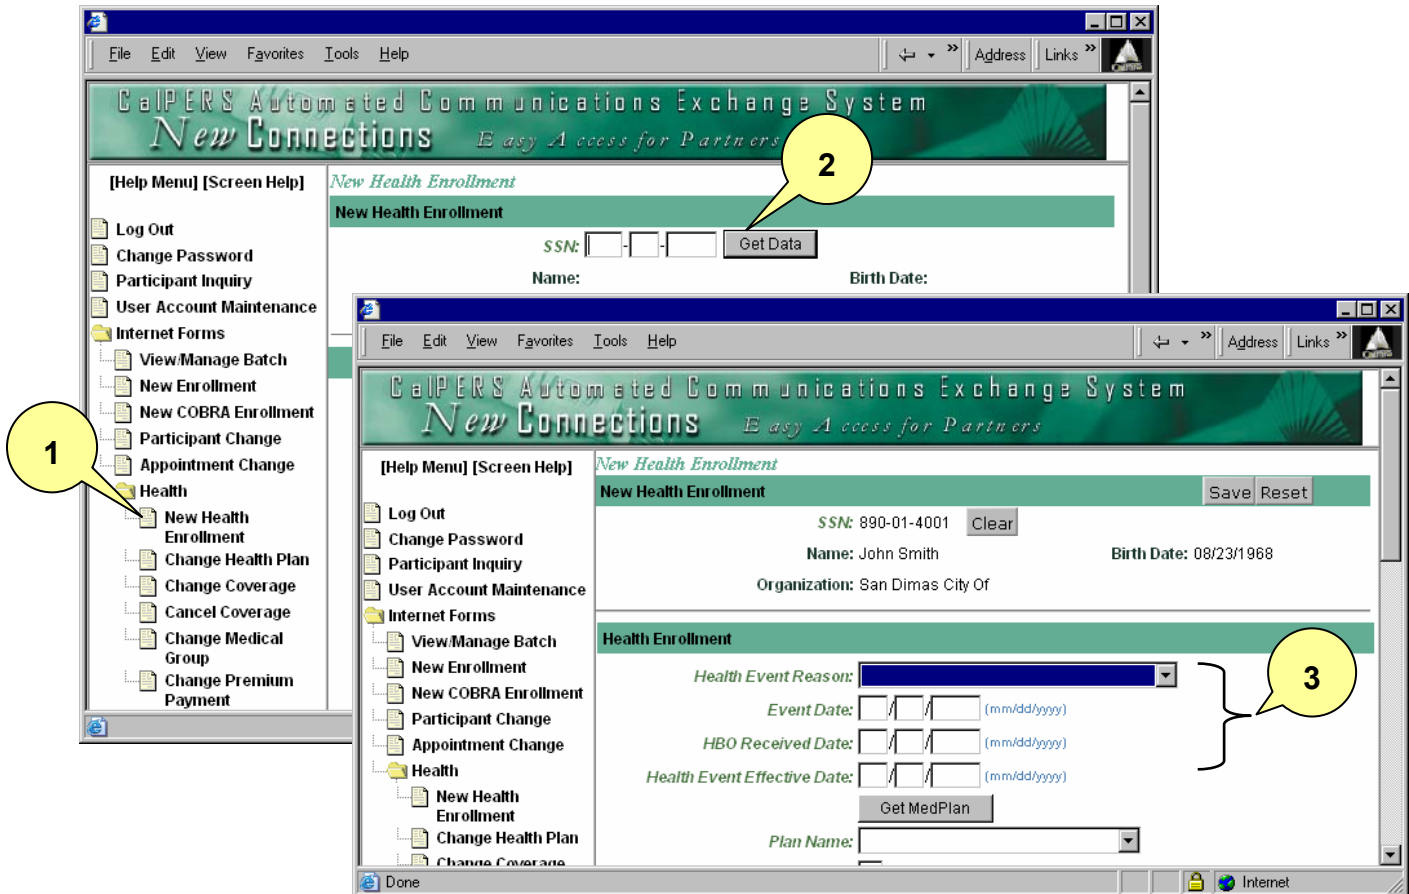 File Edit View Favorites Tools Help
Address Links »
CalPERS Automated Communications Exchange System
New Connections Easy Access for Partners
[Help Menu] [Screen Help]
Log Out
Change Password
Participant Inquiry
User Account Maintenance
Internet Forms
View/Manage Batch
New Enrollment
New COBRA Enrollment
Participant Change
Appointment Change
Health
New Health
Enrollment
Change Health Plan
Change Coverage
Cancel Coverage
Change Medical
Group
Change Premium
Payment
New Health Enrollment
New Health Enrollment
SSN: - - Get Data
Name: Birth Date:
1
2
File Edit View Favorites Tools Help
Address Links »
CalPERS Automated Communications Exchange System
New Connections Easy Access for Partners
[Help Menu] [Screen Help]
Log Out
Change Password
Participant Inquiry
User Account Maintenance
Internet Forms
View/Manage Batch
New Enrollment
New COBRA Enrollment
Participant Change
Appointment Change
Health
New Health
Enrollment
Change Health Plan
Change Coverage
New Health Enrollment
New Health Enrollment Save Reset
SSN: 890-01-4001 Clear
Name: John Smith Birth Date: 08/23/1968
Organization: San Dimas City Of
Health Enrollment
Health Event Reason:
Event Date: / / (mm/dd/yyyy)
HBO Received Date: / / (mm/dd/yyyy)
Health Event Effective Date: / / (mm/dd/yyyy)
Get MedPlan
Plan Name:
3
Done Internet